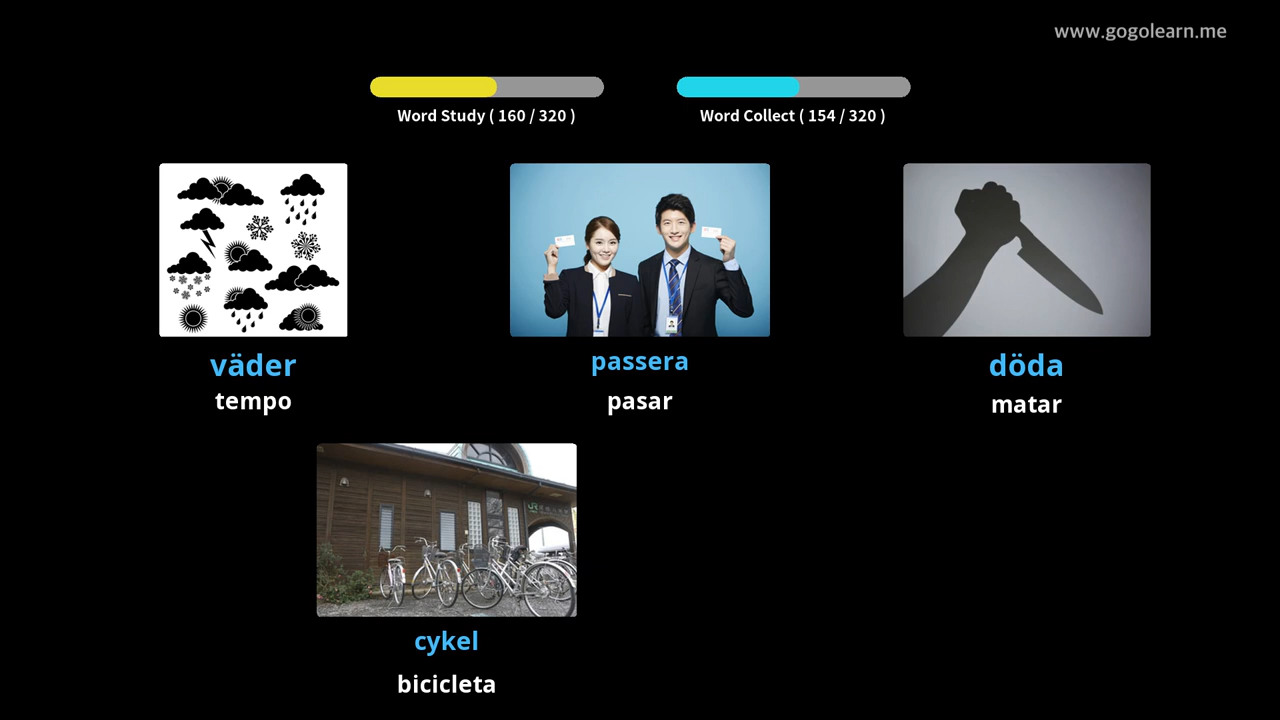 www.gogolearn.me
Word Study ( 160 / 320 )
Word Collect ( 154 / 320 )
väder
tempo
passera
pasar
döda
matar
JR
cykel
bicicleta